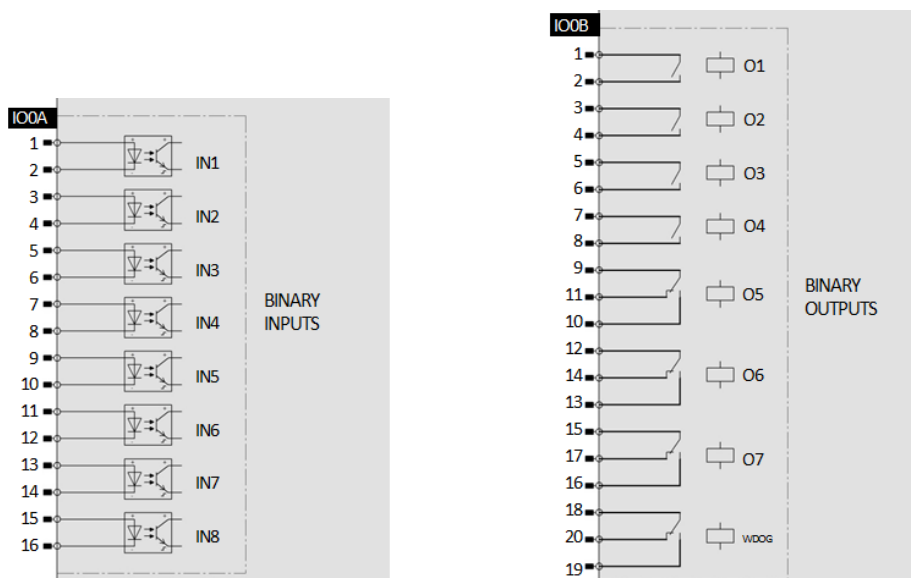 IO0A
1
2
IN1
3
4
IN2
5
6
IN3
7
8
IN4
9
10
IN5
11
12
IN6
13
14
IN7
15
16
IN8
BINARY
INPUTS
IO0B
1
2
O1
3
4
O2
5
6
O3
7
8
O4
9
11
10
O5
12
14
13
O6
15
17
16
O7
18
20
19
WDOG
BINARY
OUTPUTS